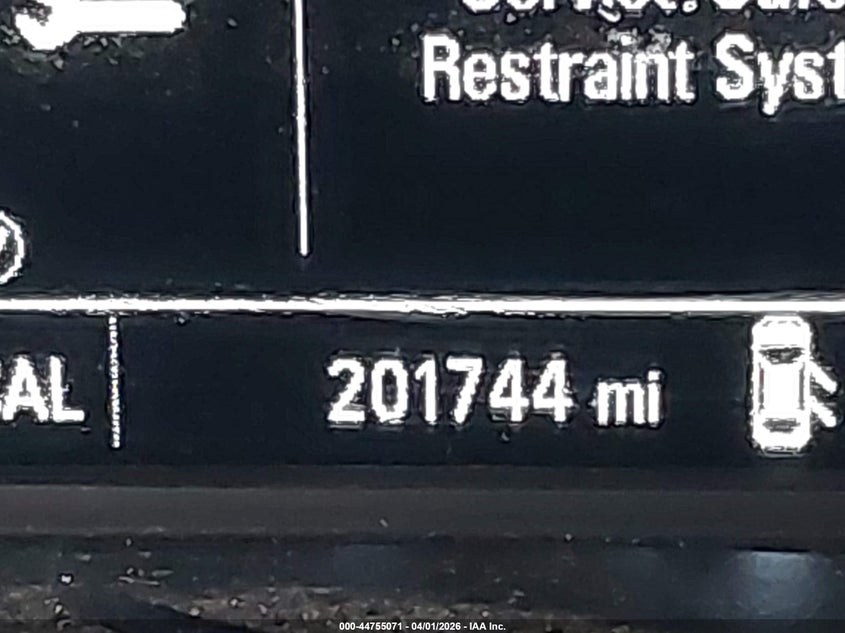 Restraint Syst
AL
201744 mi
000-44755071 - 04/01/2026 - IAA Inc.